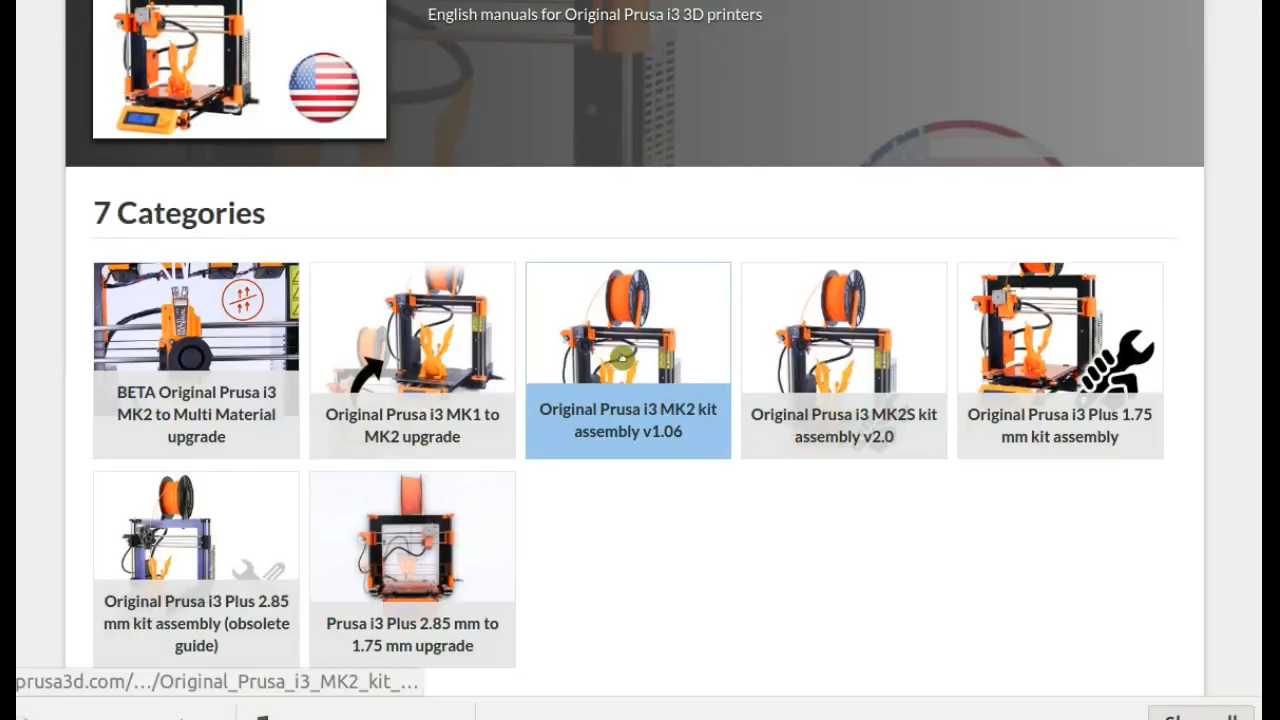 English manuals for Original Prusa i3 3D printers
7 Categories
BETA Original Prusa i3
MK2 to Multi Material
upgrade
Original Prusa i3 MK1 to
MK2 upgrade
Original Prusa i3 MK2 kit
assembly v1.06
Original Prusa i3 MK2S kit
assembly v2.0
Original Prusa i3 Plus 1.75
mm kit assembly
Original Prusa i3 Plus 2.85
mm kit assembly (obsolete
guide)
Prusa i3 Plus 2.85 mm to
1.75 mm upgrade
prusa3d.com/.../Original_Prusa_i3_MK2_kit_...